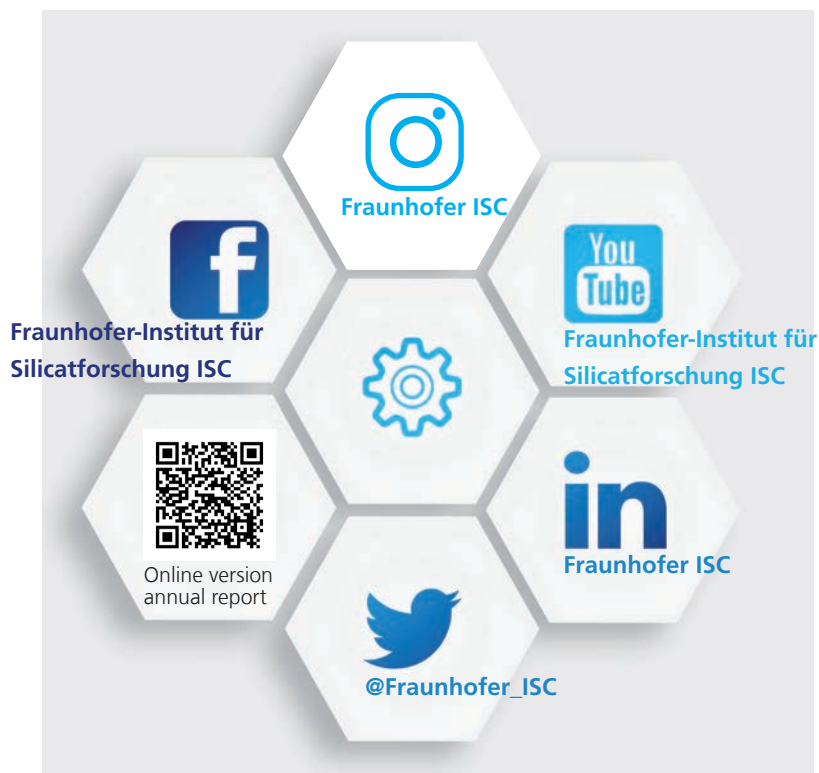 Fraunhofer ISC
f
Fraunhofer-Institut für
Silicatforschung ISC
You
Tube
Fraunhofer-Institut für
Silicatforschung ISC
Online version
annual report
in
Fraunhofer ISC
@Fraunhofer_ISC